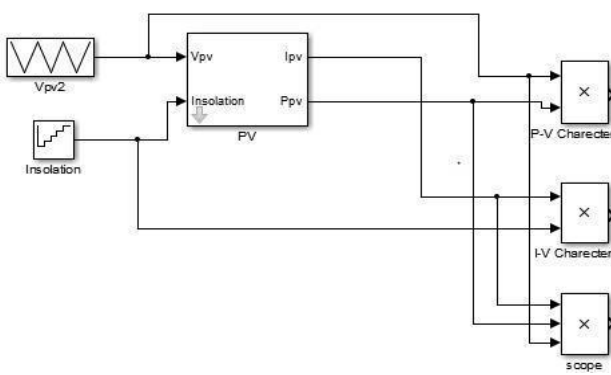 Vpv2
Insolation
Vpv
Insolation
Ipv
Ppv
PV
P-V Charecter
I-V Charecter
scope